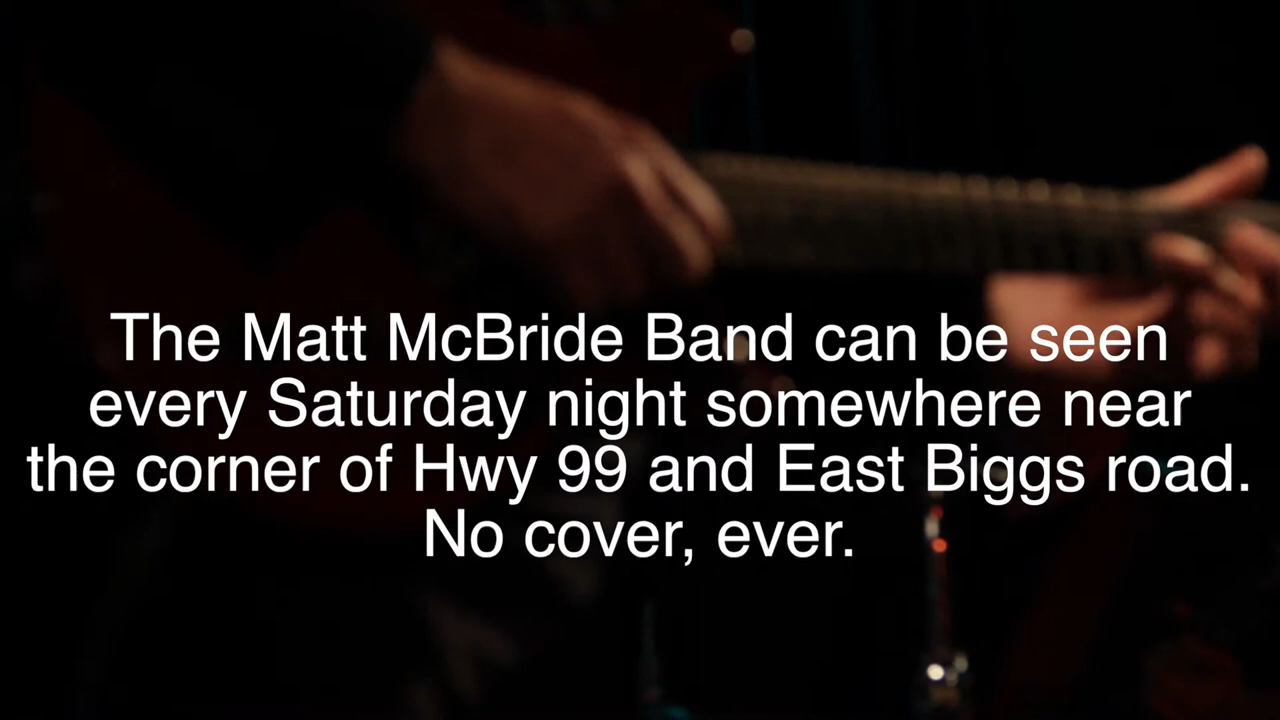 The Matt McBride Band can be seen
every Saturday night somewhere near
the corner of Hwy 99 and East Biggs road.
No cover, ever.